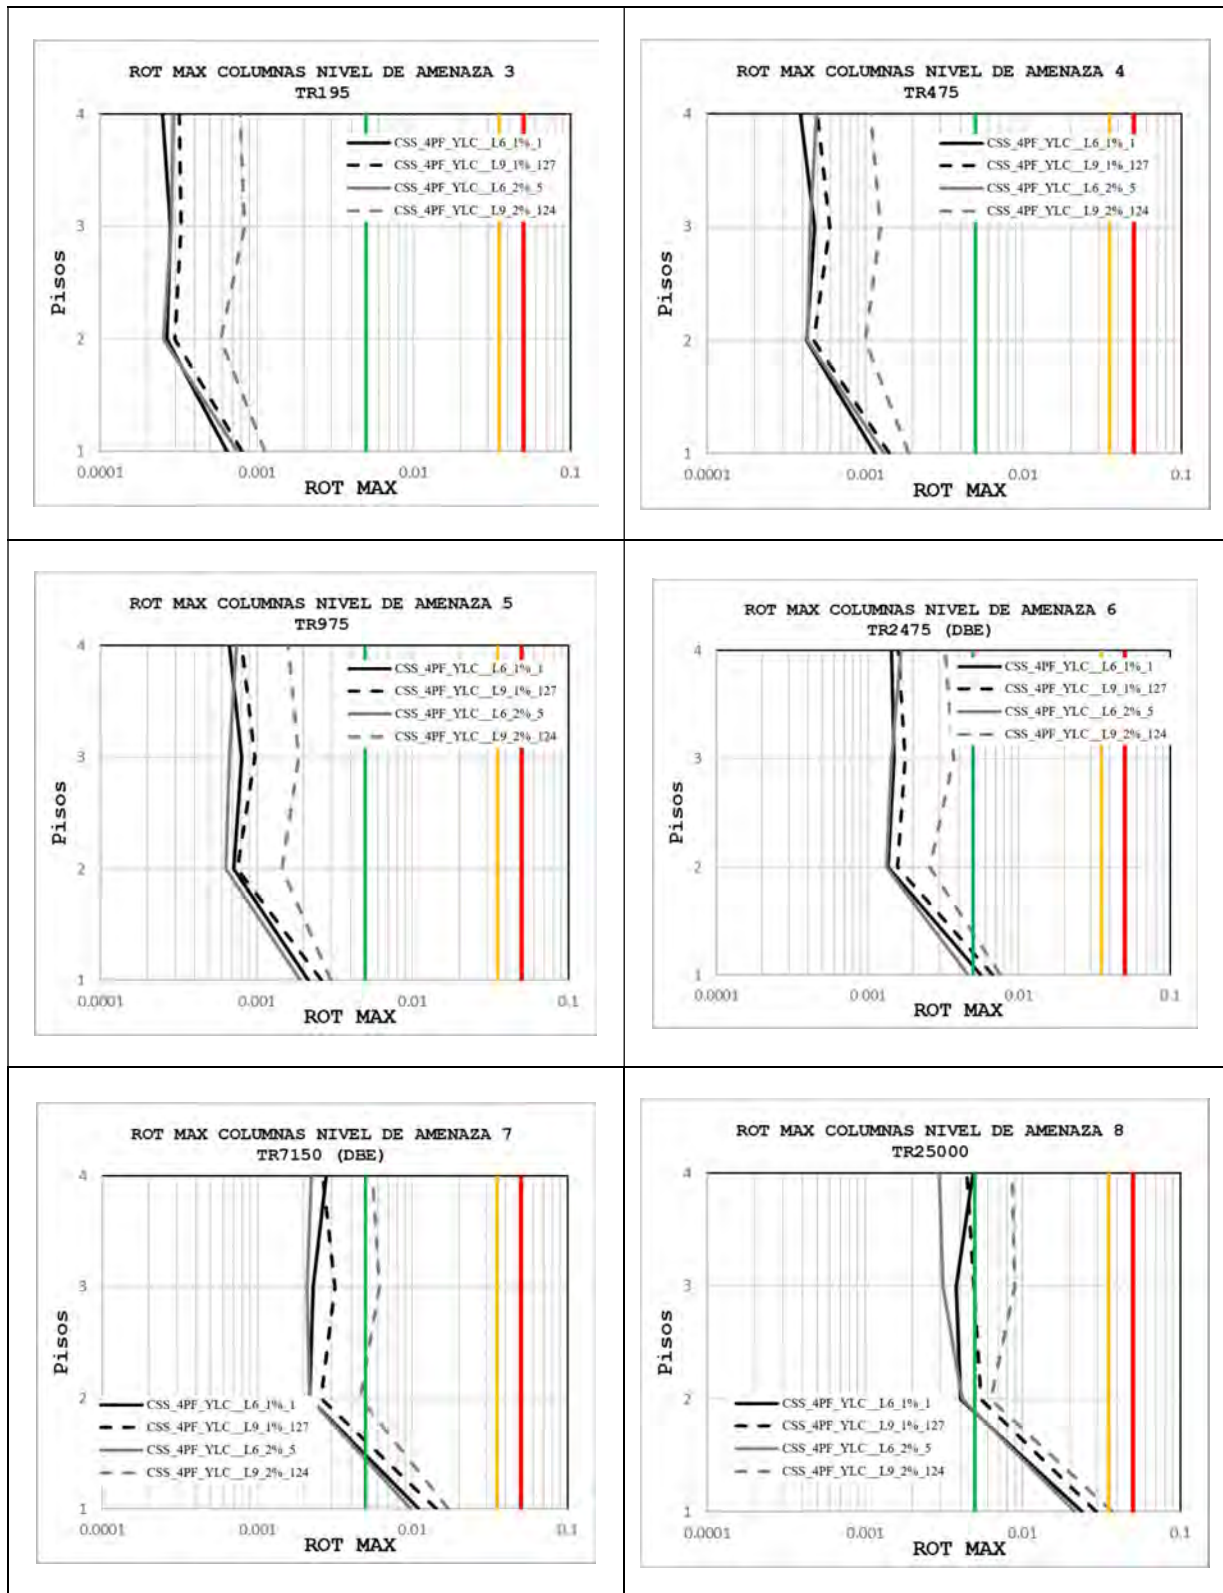 ROT MAX COLUMNAS NIVEL DE AMENAZA 3
TR195
4
3
2
1
Pisos
CSS_4PF_YLC__L6_1%_1
CSS_4PF_YLC__L9_1%_127
CSS_4PF_YLC__L6_2%_5
CSS_4PF_YLC__L9_2%_124
0.0001 0.001 0.01 0.1
ROT MAX
ROT MAX COLUMNAS NIVEL DE AMENAZA 4
TR475
4
3
2
1
Pisos
CSS_4PF_YLC__L6_1%_1
CSS_4PF_YLC__L9_1%_127
CSS_4PF_YLC__L6_2%_5
CSS_4PF_YLC__L9_2%_124
0.0001 0.001 0.01 0.1
ROT MAX
ROT MAX COLUMNAS NIVEL DE AMENAZA 5
TR975
4
3
2
1
Pisos
CSS_4PF_YLC__L6_1%_1
CSS_4PF_YLC__L9_1%_127
CSS_4PF_YLC__L6_2%_5
CSS_4PF_YLC__L9_2%_124
0.0001 0.001 0.01 0.1
ROT MAX
ROT MAX COLUMNAS NIVEL DE AMENAZA 6
TR2475 (DBE)
4
3
2
1
Pisos
CSS_4PF_YLC__L6_1%_1
CSS_4PF_YLC__L9_1%_127
CSS_4PF_YLC__L6_2%_5
CSS_4PF_YLC__L9_2%_124
0.0001 0.001 0.01 0.1
ROT MAX
ROT MAX COLUMNAS NIVEL DE AMENAZA 7
TR7150 (DBE)
4
3
2
1
Pisos
CSS_4PF_YLC__L6_1%_1
CSS_4PF_YLC__L9_1%_127
CSS_4PF_YLC__L6_2%_5
CSS_4PF_YLC__L9_2%_124
0.0001 0.001 0.01 0.1
ROT MAX
ROT MAX COLUMNAS NIVEL DE AMENAZA 8
TR25000
4
3
2
1
Pisos
CSS_4PF_YLC__L6_1%_1
CSS_4PF_YLC__L9_1%_127
CSS_4PF_YLC__L6_2%_5
CSS_4PF_YLC__L9_2%_124
0.0001 0.001 0.01 0.1
ROT MAX